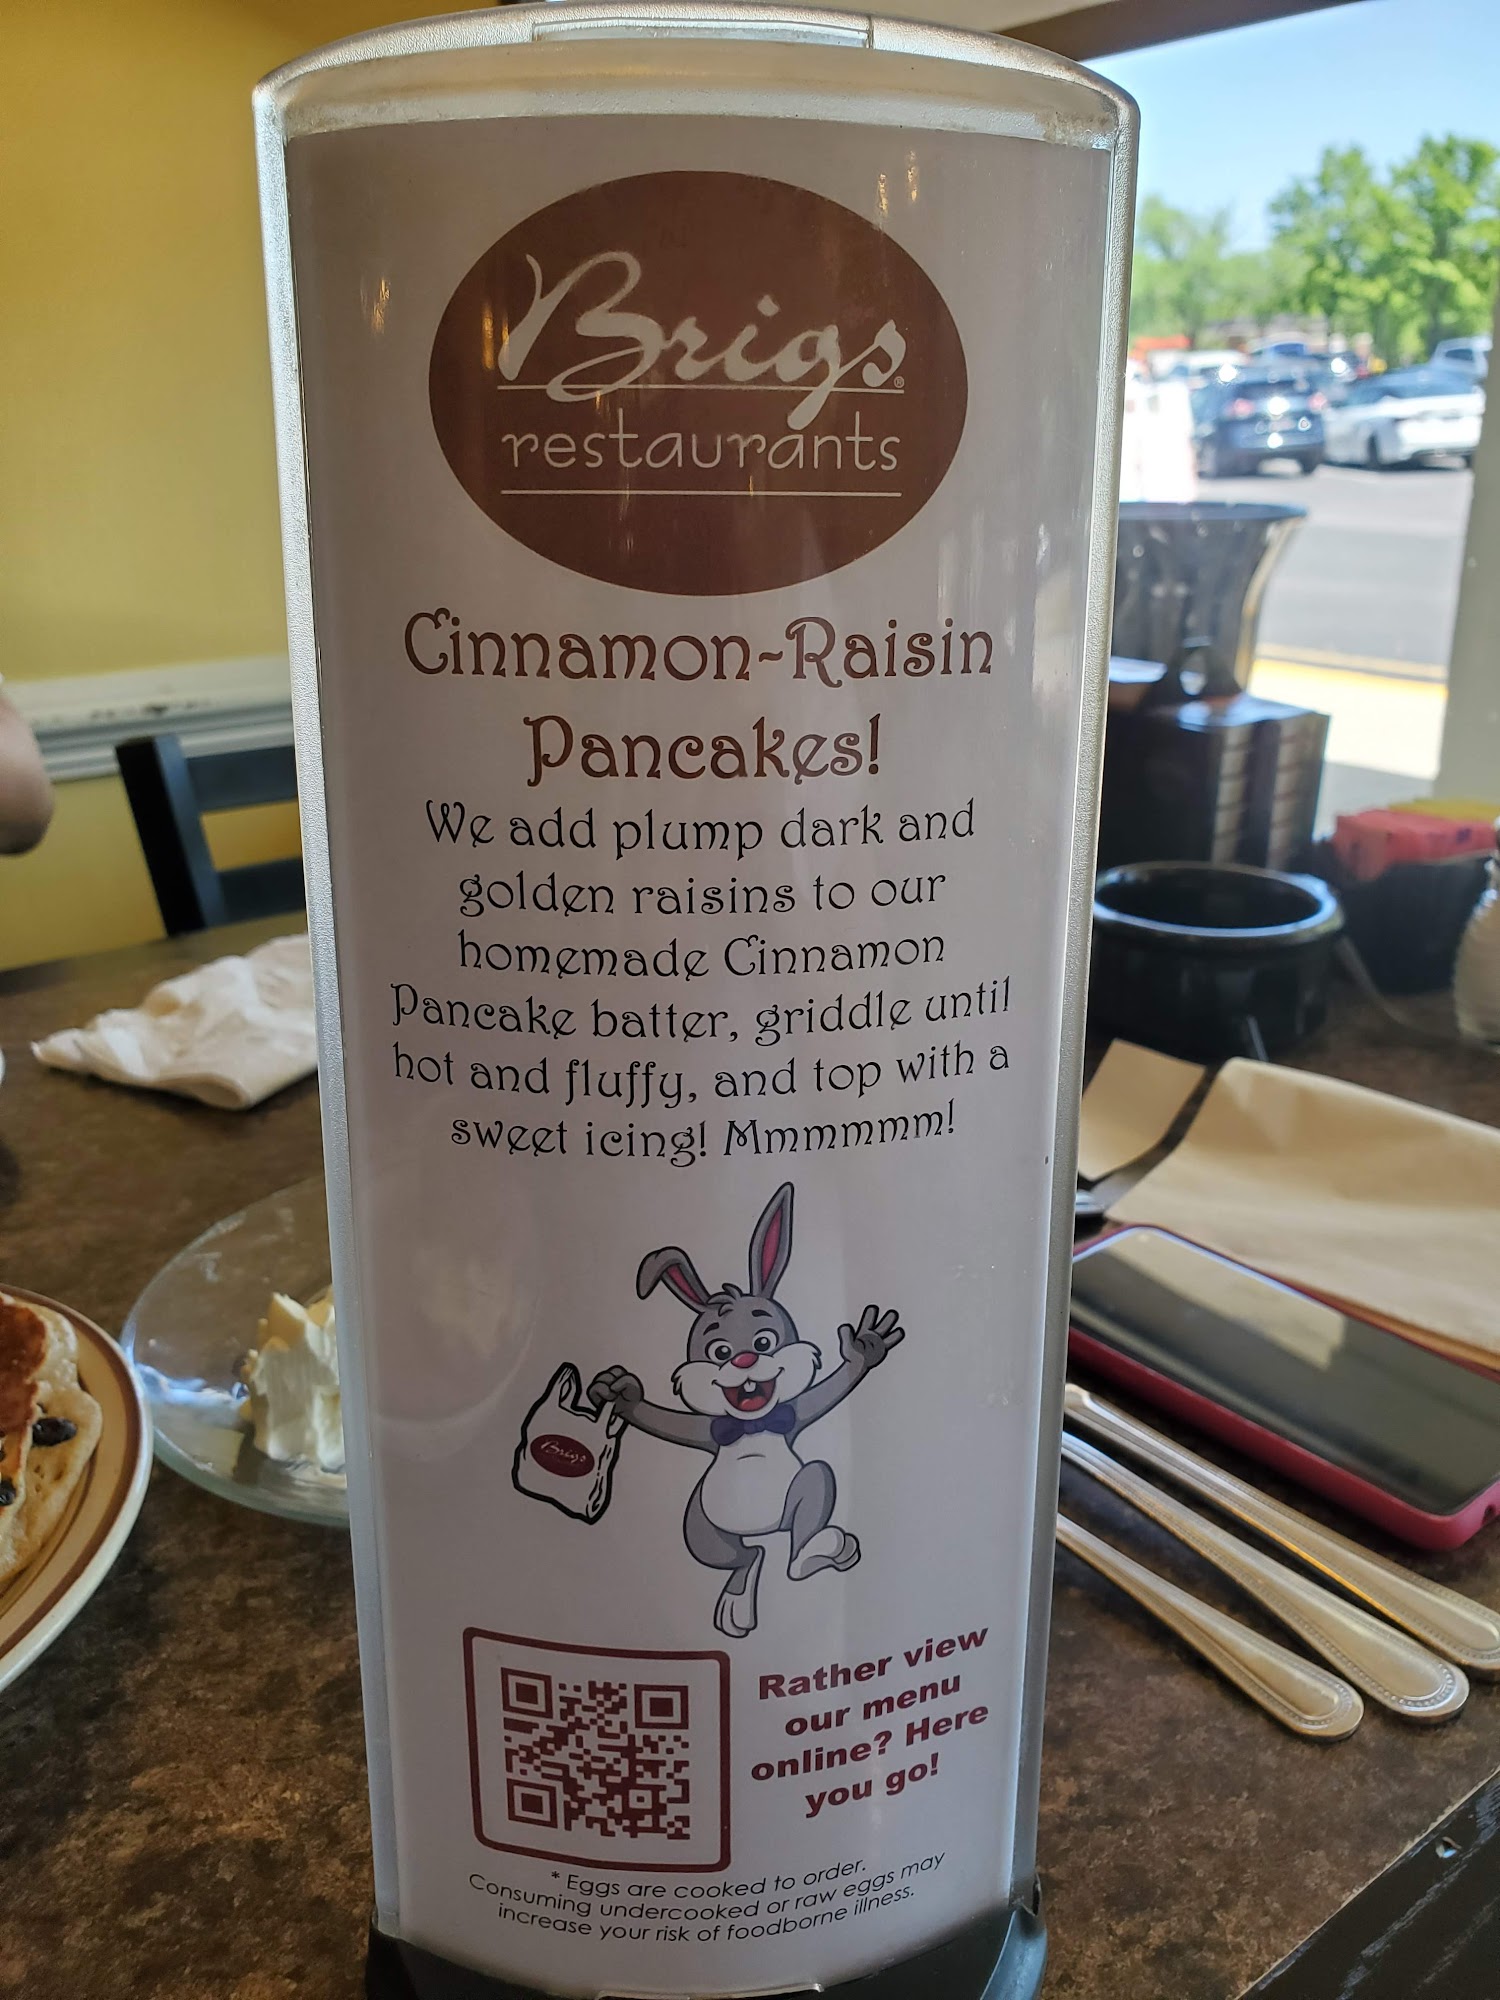 Brigs®
restaurants
Cinnamon-Raisin
Pancakes!
We add plump dark and
golden raisins to our
homemade Cinnamon
Pancake batter, griddle until
hot and fluffy, and top with a
sweet icing! Mmmmmm!
Brigs
Rather view
our menu
online? Here
you go!
* Eggs are cooked to order.
Consuming undercooked or raw eggs may
increase your risk of foodborne illness.